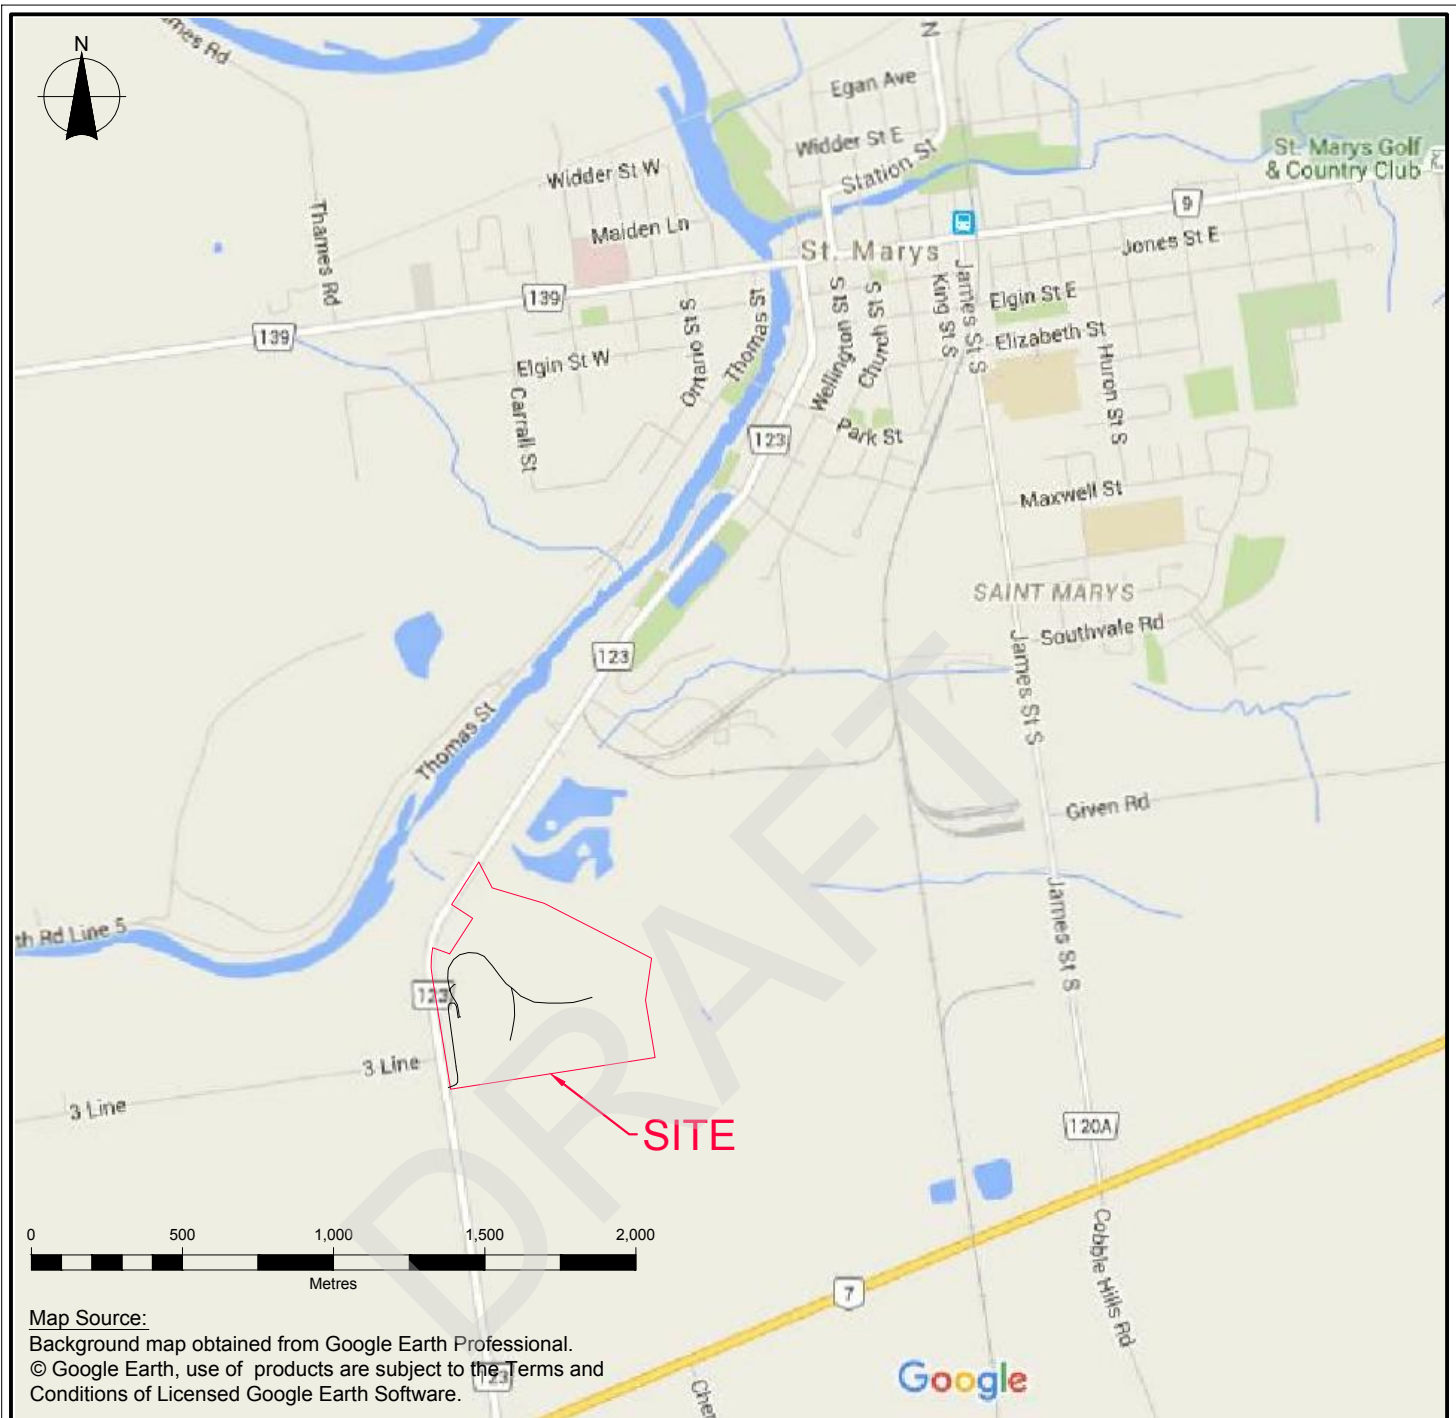 N
Egan Ave
Widder St E
Station St
St. Marys Golf
& Country Club
Widder St W
Maiden Ln
Thames Rd
9
Jones St E
St. Marys
139
139
Elgin St W
Carrall St
Ontario St S
Thomas St
Wellington St S
Church St S
King St S
James St S
Elgin St E
Elizabeth St
Huron St S
Park St
123
Maxwell St
SAINT MARYS
Southvale Rd
James St S
123
Thomas St
Given Rd
James St S
th Rd Line 5
123
3 Line
3 Line
SITE
120A
Cobble Hills Rd
7
123
DRAFT
0 500 1,000 1,500 2,000
Metres
Map Source:
Background map obtained from Google Earth Professional.
© Google Earth, use of products are subject to the Terms and
Conditions of Licensed Google Earth Software.
Google